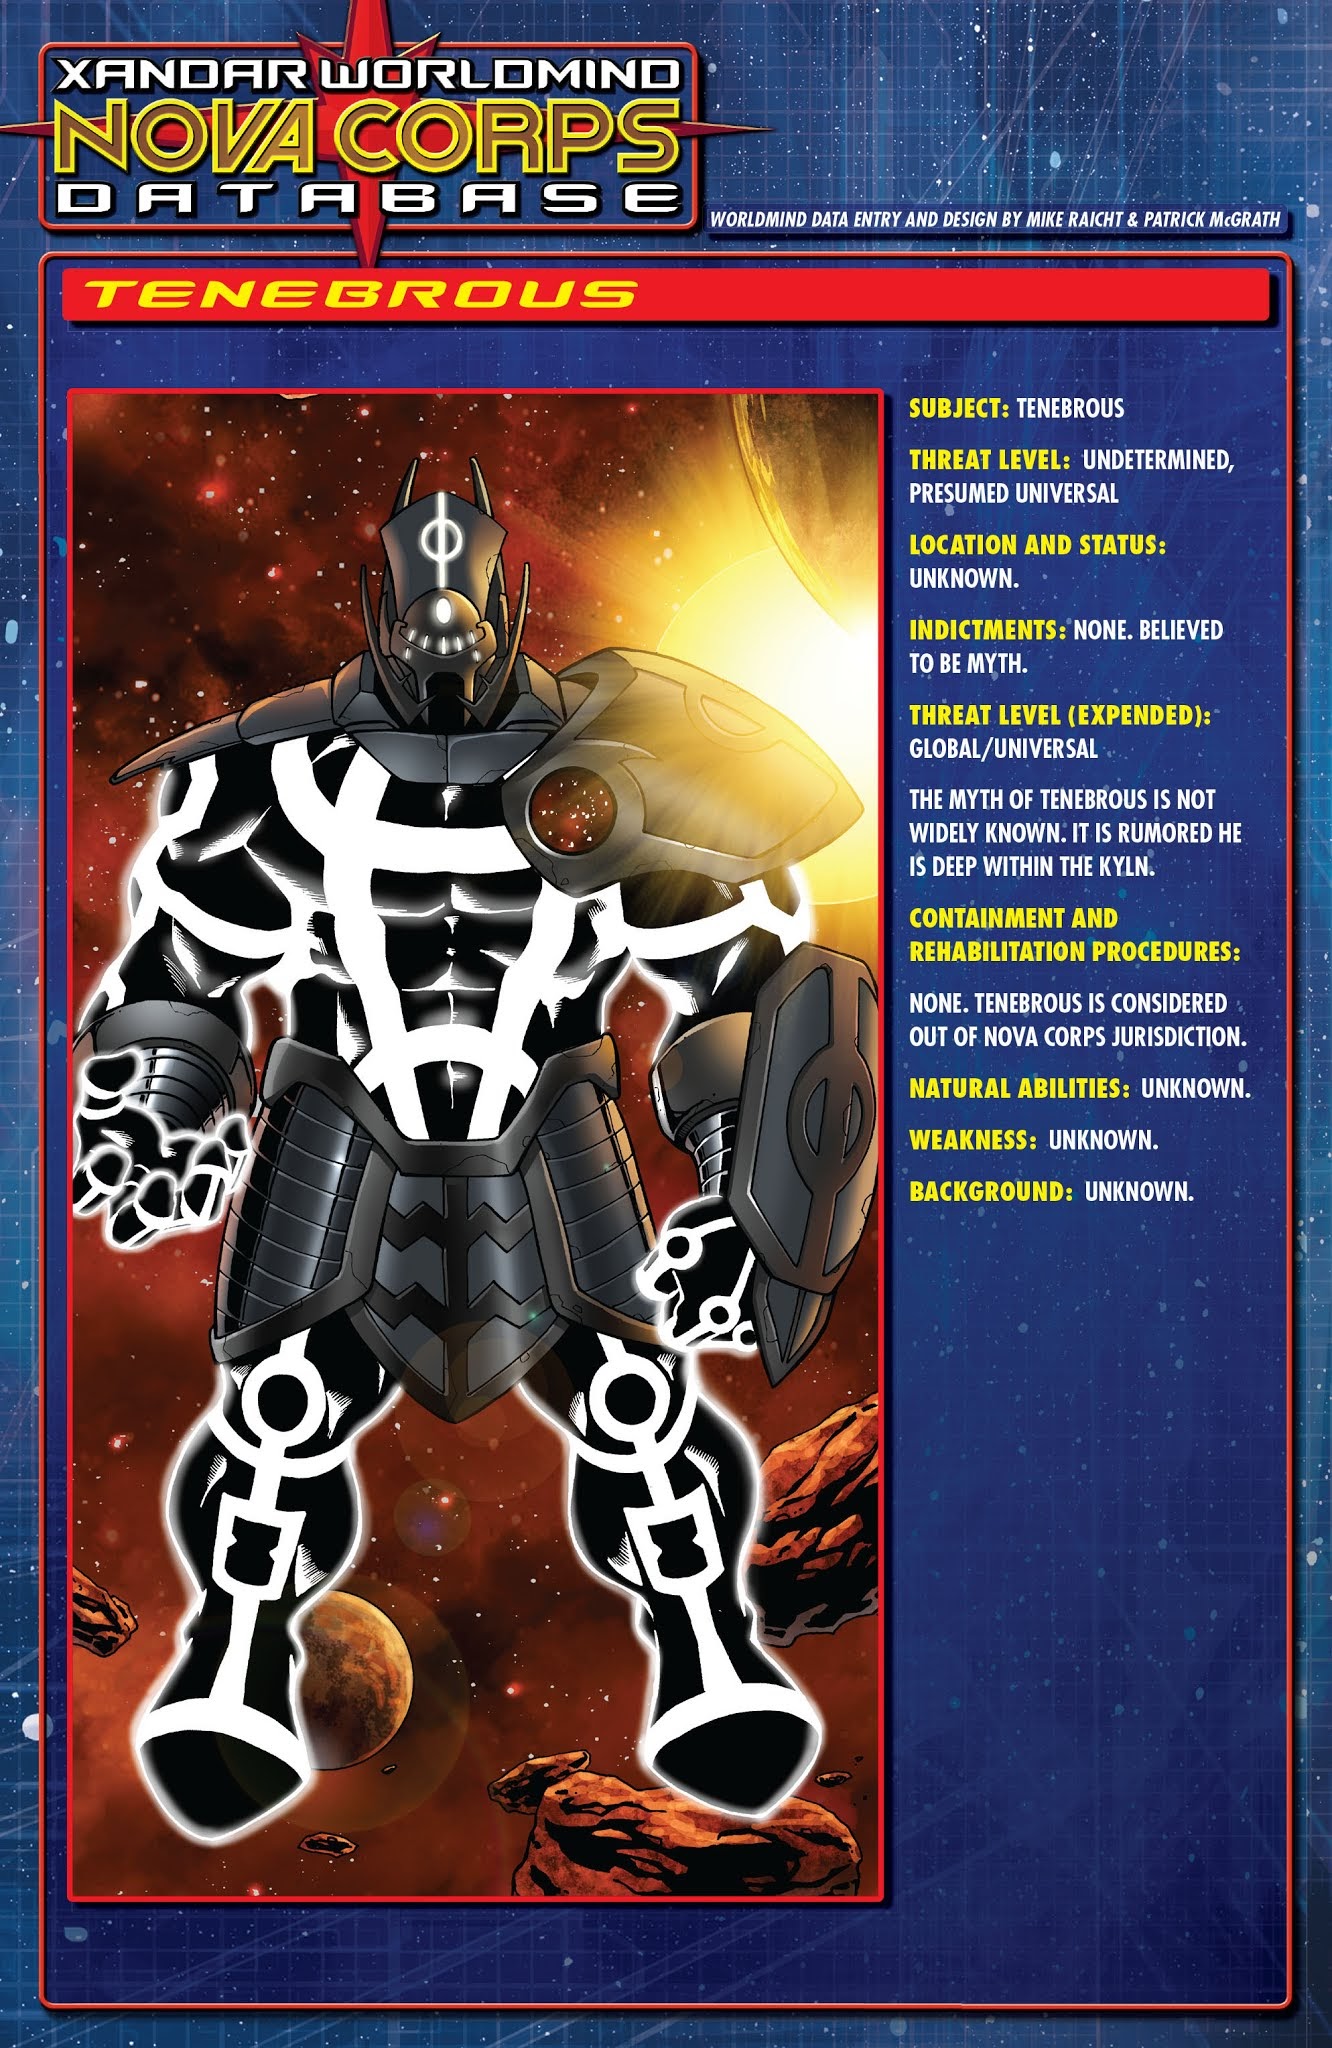 XANDAR WORLDMIND
NOVA CORPS
DATABASE
WORLDMIND DATA ENTRY AND DESIGN BY MIKE RAICHT & PATRICK McGRATH
TENEBROUS
SUBJECT: TENEBROUS
THREAT LEVEL: UNDETERMINED,
PRESUMED UNIVERSAL
LOCATION AND STATUS:
UNKNOWN.
INDICTMENTS: NONE. BELIEVED
TO BE MYTH.
THREAT LEVEL (EXPENDED):
GLOBAL/UNIVERSAL
THE MYTH OF TENEBROUS IS NOT
WIDELY KNOWN. IT IS RUMORED HE
IS DEEP WITHIN THE KYLN.
CONTAINMENT AND
REHABILITATION PROCEDURES:
NONE. TENEBROUS IS CONSIDERED
OUT OF NOVA CORPS JURISDICTION.
NATURAL ABILITIES: UNKNOWN.
WEAKNESS: UNKNOWN.
BACKGROUND: UNKNOWN.